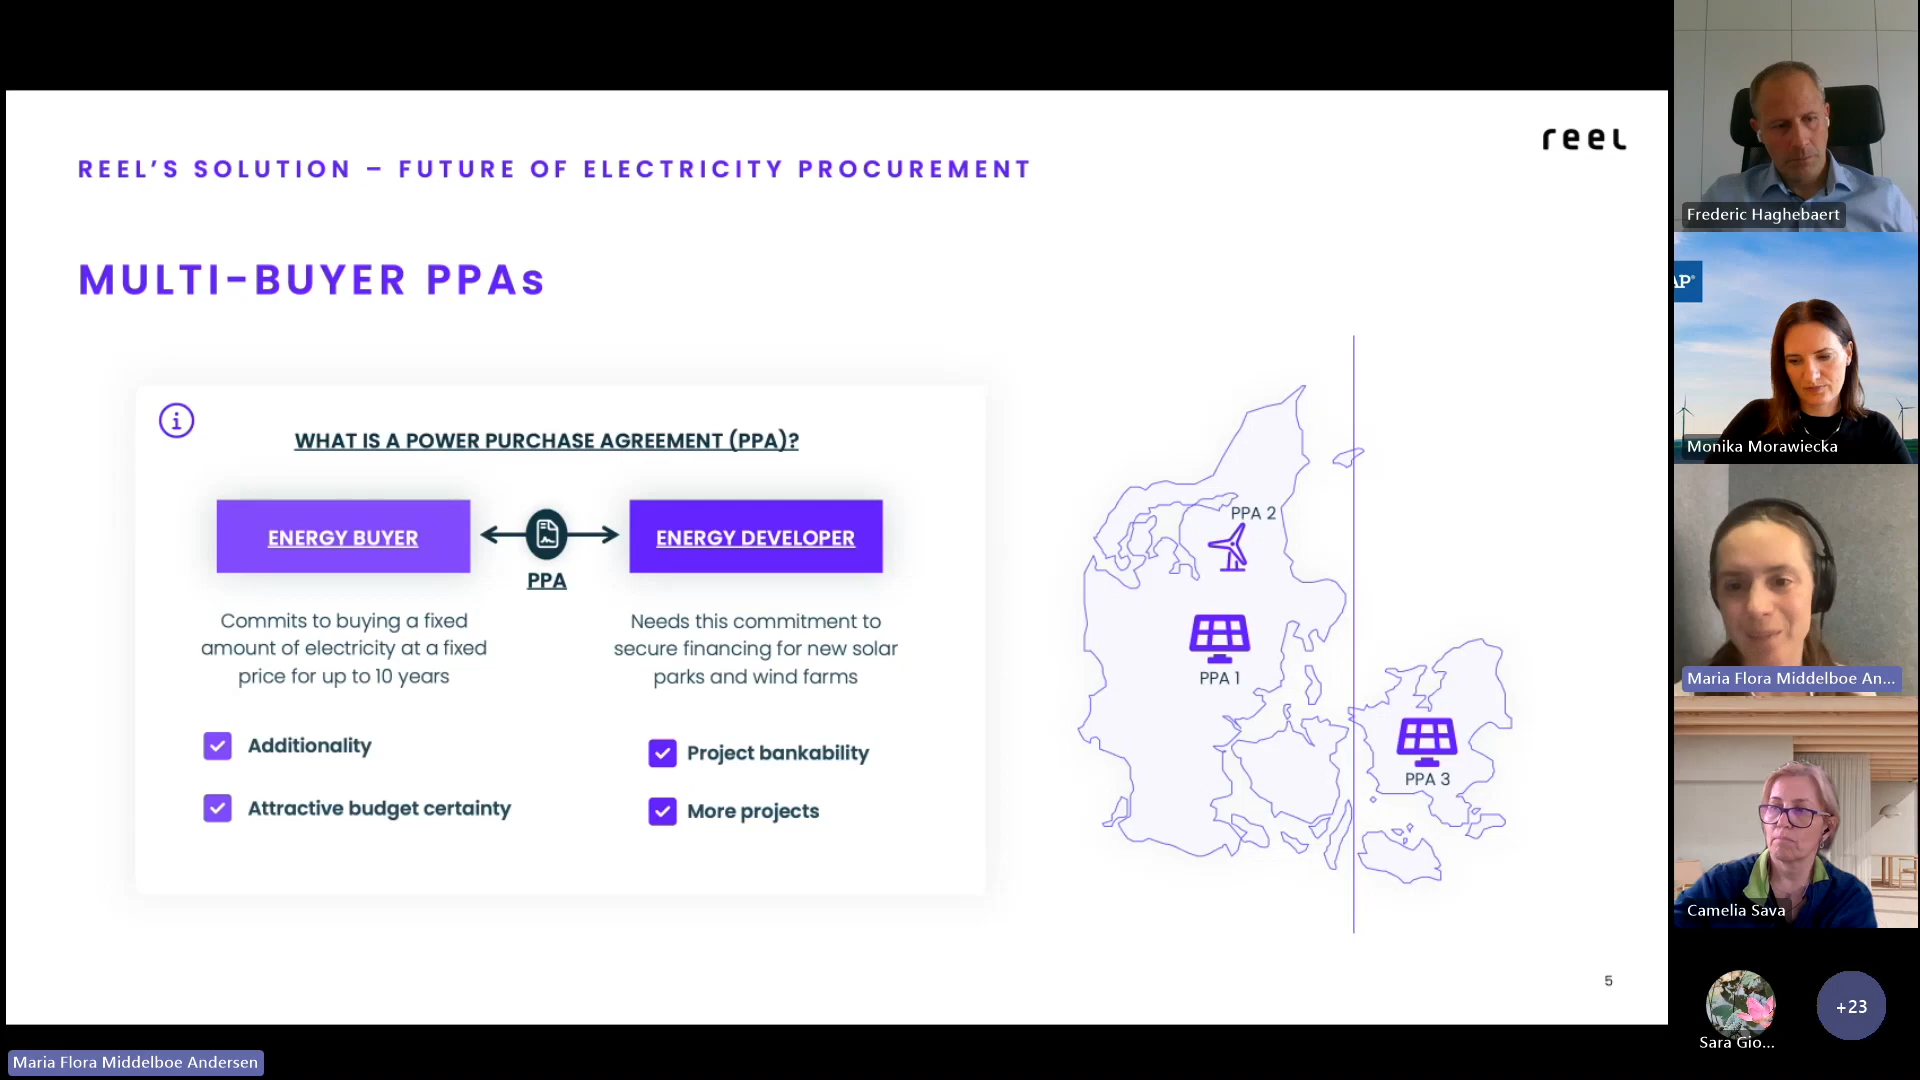 reel
REEL'S SOLUTION – FUTURE OF ELECTRICITY PROCUREMENT
MULTI-BUYER PPAs
WHAT IS A POWER PURCHASE AGREEMENT (PPA)?
ENERGY BUYER
PPA
ENERGY DEVELOPER
Commits to buying a fixed
amount of electricity at a fixed
price for up to 10 years
Additionality
Attractive budget certainty
Needs this commitment to
secure financing for new solar
parks and wind farms
Project bankability
More projects
PPA 2
PPA 1
PPA 3
5
Maria Flora Middelboe Andersen
Frederic Haghebaert
AP
Monika Morawiecka
Maria Flora Middelboe An...
Camelia Sava
Sara Gio...
+23